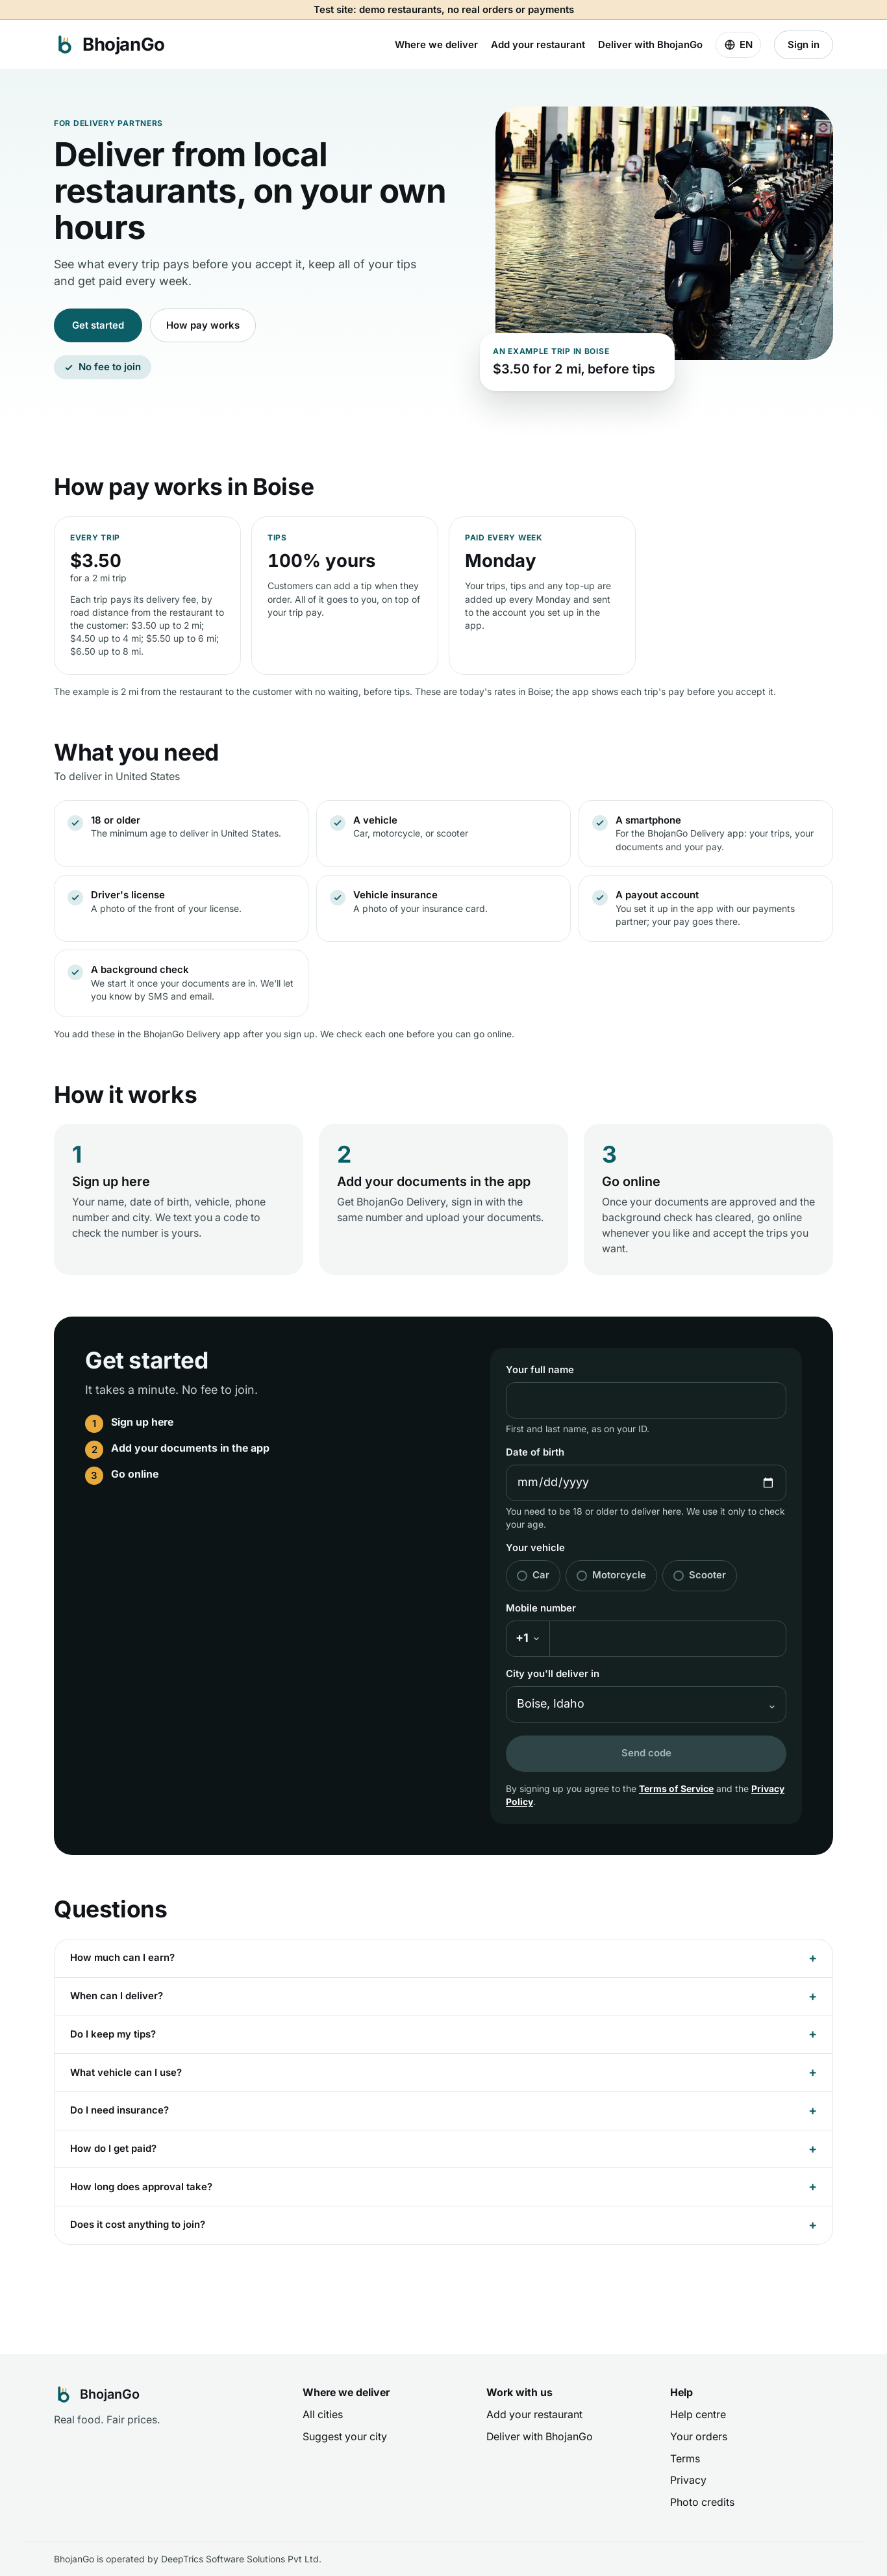 Test site: demo restaurants, no real orders or payments
BhojanGo
Where we deliver
Add your restaurant
Deliver with BhojanGo
EN
Sign in
FOR DELIVERY PARTNERS
Deliver from local
restaurants, on your own
hours
See what every trip pays before you accept it, keep all of your tips
and get paid every week.
Get started
How pay works
No fee to join
AN EXAMPLE TRIP IN BOISE
$3.50 for 2 mi, before tips
How pay works in Boise
EVERY TRIP
$3.50
for a 2 mi trip
Each trip pays its delivery fee, by
road distance from the restaurant to
the customer: $3.50 up to 2 mi;
$4.50 up to 4 mi; $5.50 up to 6 mi;
$6.50 up to 8 mi.
TIPS
100% yours
Customers can add a tip when they
order. All of it goes to you, on top of
your trip pay.
PAID EVERY WEEK
Monday
Your trips, tips and any top-up are
added up every Monday and sent
to the account you set up in the
app.
The example is 2 mi from the restaurant to the customer with no waiting, before tips. These are today's rates in Boise; the app shows each trip's pay before you accept it.
What you need
To deliver in United States
18 or older
The minimum age to deliver in United States.
A vehicle
Car, motorcycle, or scooter
A smartphone
For the BhojanGo Delivery app: your trips, your
documents and your pay.
Driver's license
A photo of the front of your license.
Vehicle insurance
A photo of your insurance card.
A payout account
You set it up in the app with our payments
partner; your pay goes there.
A background check
We start it once your documents are in. We'll let
you know by SMS and email.
You add these in the BhojanGo Delivery app after you sign up. We check each one before you can go online.
How it works
1
Sign up here
Your name, date of birth, vehicle, phone
number and city. We text you a code to
check the number is yours.
2
Add your documents in the app
Get BhojanGo Delivery, sign in with the
same number and upload your documents.
3
Go online
Once your documents are approved and the
background check has cleared, go online
whenever you like and accept the trips you
want.
Get started
It takes a minute. No fee to join.
1 Sign up here
2 Add your documents in the app
3 Go online
Your full name
First and last name, as on your ID.
Date of birth
mm/dd/yyyy
You need to be 18 or older to deliver here. We use it only to check
your age.
Your vehicle
Car
Motorcycle
Scooter
Mobile number
+1
City you'll deliver in
Boise, Idaho
Send code
By signing up you agree to the Terms of Service and the Privacy
Policy.
Questions
How much can I earn?
When can I deliver?
Do I keep my tips?
What vehicle can I use?
Do I need insurance?
How do I get paid?
How long does approval take?
Does it cost anything to join?
BhojanGo
Real food. Fair prices.
Where we deliver
All cities
Suggest your city
Work with us
Add your restaurant
Deliver with BhojanGo
Help
Help centre
Your orders
Terms
Privacy
Photo credits
BhojanGo is operated by DeepTrics Software Solutions Pvt Ltd.